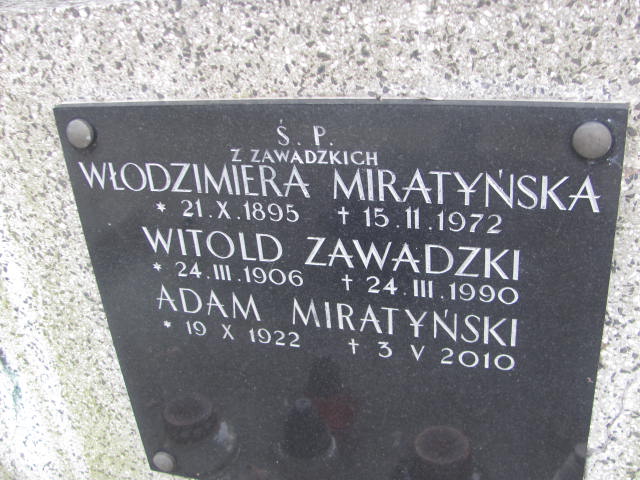 Ś. P.
Z ZAWADZKICH
WŁODZIMIERA MIRATYŃSKA
* 21.X.1895 † 15.11.1972
WITOLD ZAWADZKI
* 24.III.1906 † 24.III.1990
ADAM MIRATYŃSKI
* 19 X 1922 † 3 V 2010